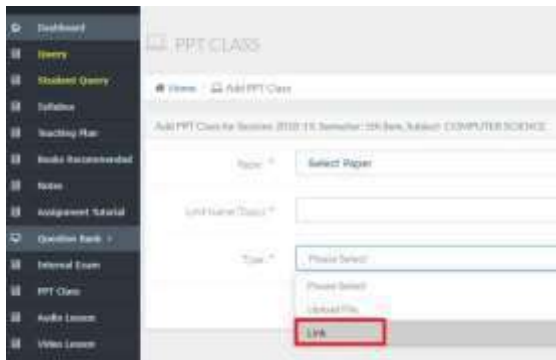 Dashboard
Query
Student Query
Syllabus
Teaching Plan
Books Recommended
Notes
Assignment Tutorial
Question Bank
Internal Exam
PPT Class
Audio Lesson
Video Lesson
PPT CLASS
Home Add PPT Class
Add PPT Class for Session: 2018-19, Semester: 5th Sem, Subject: COMPUTER SCIENCE
Paper * Select Paper
Unit Name (Topic) *
Type * Please Select
Please Select
Upload File
Link